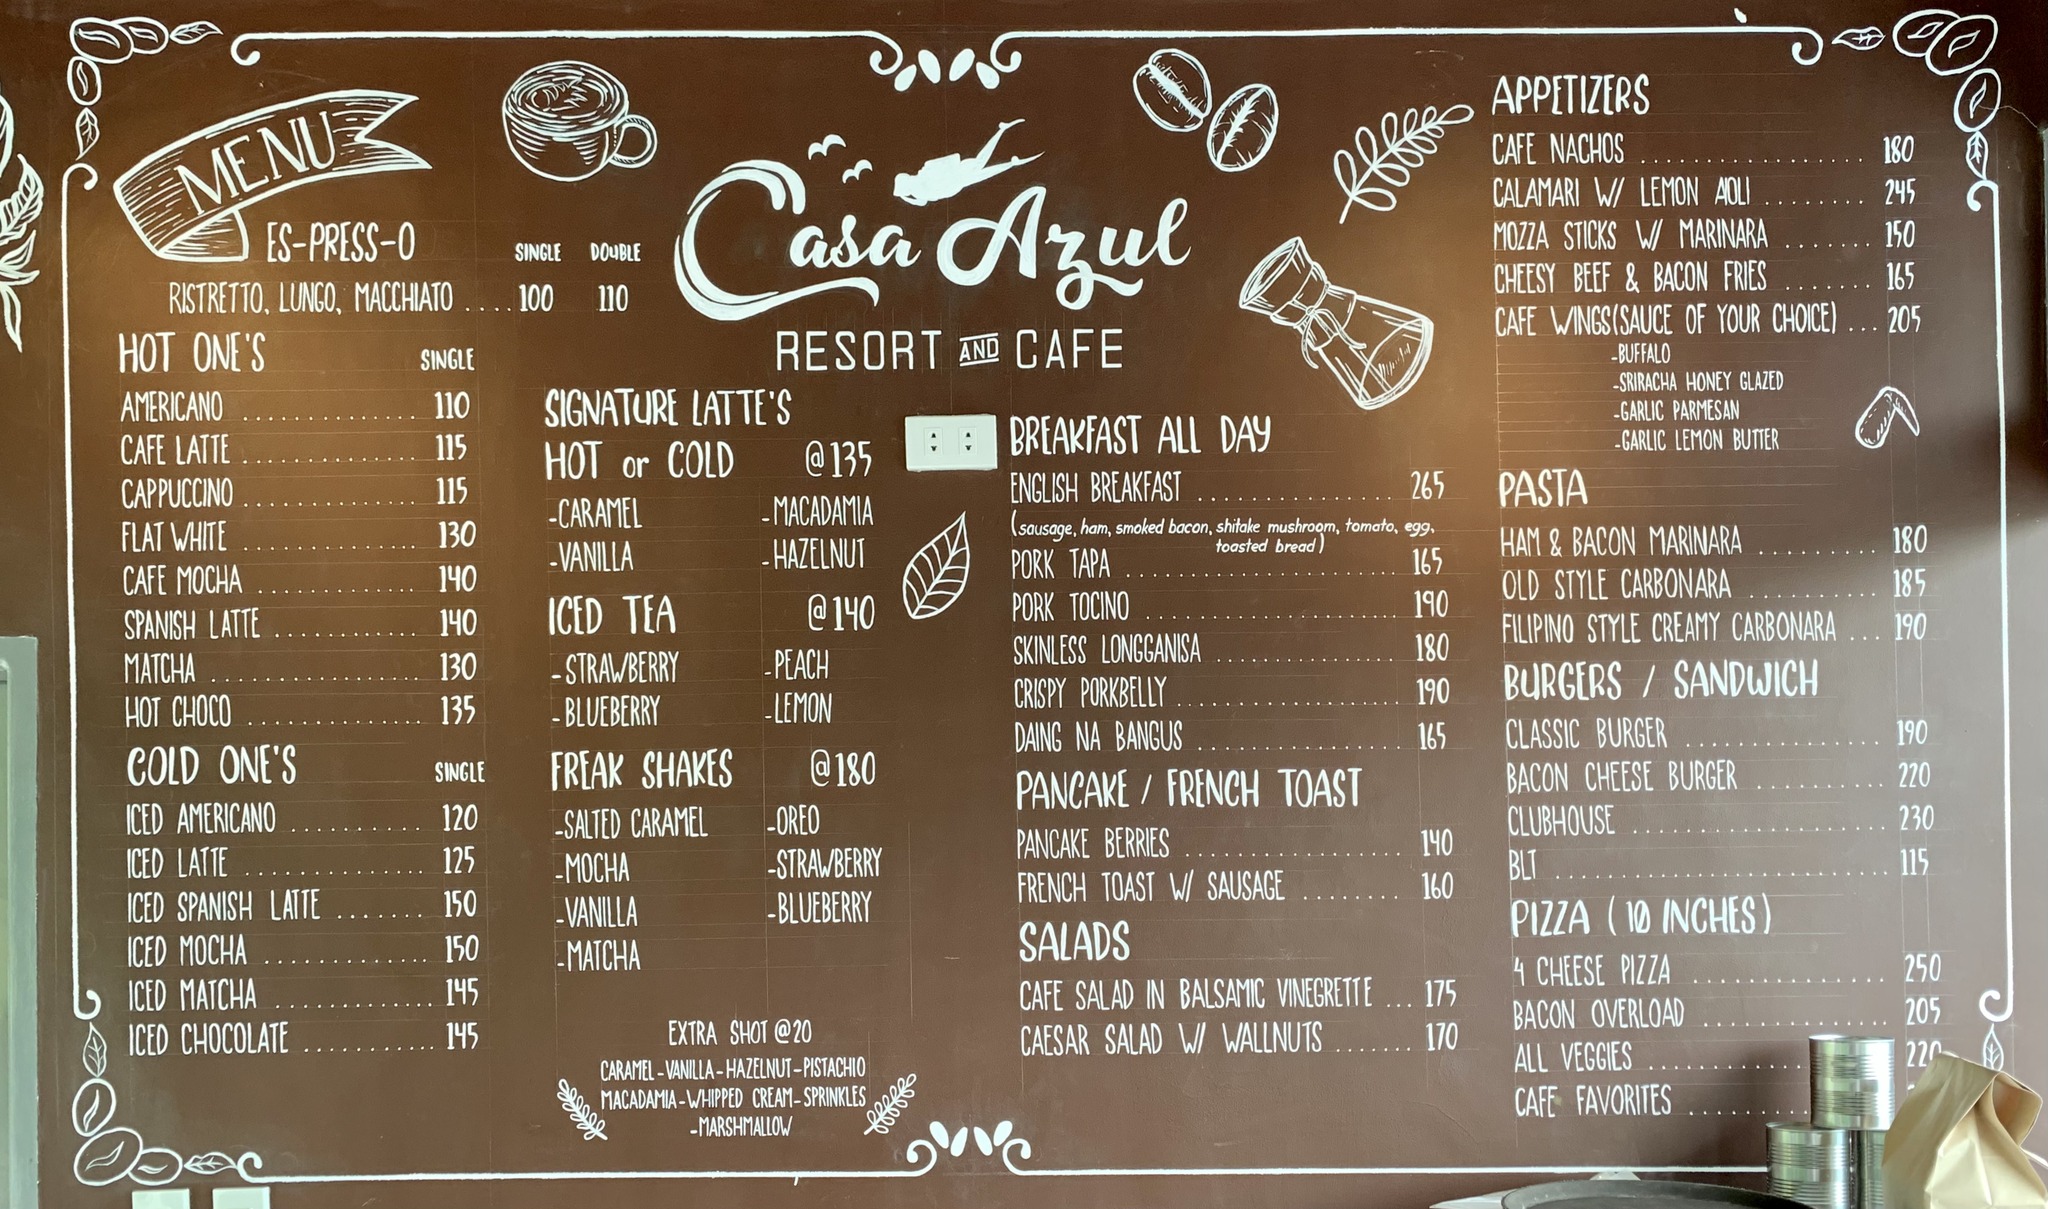 MENU
ES-PRESS-O SINGLE DOUBLE
RISTRETTO, LUNGO, MACCHIATO .... 100 110
HOT ONE'S SINGLE
AMERICANO ................ 110
CAFE LATTE ................ 115
CAPPUCCINO ................ 115
FLAT WHITE ................ 130
CAFE MOCHA ............... 140
SPANISH LATTE ............. 140
MATCHA .................. 130
HOT CHOCO ................ 135
COLD ONE'S SINGLE
ICED AMERICANO ........... 120
ICED LATTE ............... 125
ICED SPANISH LATTE ....... 150
ICED MOCHA .............. 150
ICED MATCHA ............. 145
ICED CHOCOLATE ........... 145
Casa Azul
RESORT AND CAFE
SIGNATURE LATTE'S
HOT or COLD @135
-CARAMEL -MACADAMIA
-VANILLA -HAZELNUT
ICED TEA @140
-STRAWBERRY -PEACH
-BLUEBERRY -LEMON
FREAK SHAKES @180
-SALTED CARAMEL -OREO
-MOCHA -STRAWBERRY
-VANILLA -BLUEBERRY
-MATCHA
EXTRA SHOT @20
CARAMEL-VANILLA-HAZELNUT-PISTACHIO
MACADAMIA-WHIPPED CREAM-SPRINKLES
-MARSHMALLOW
BREAKFAST ALL DAY
ENGLISH BREAKFAST ................ 265
(sausage, ham, smoked bacon, shitake mushroom, tomato, egg,
toasted bread)
PORK TAPA ...................... 165
PORK TOCINO .................... 190
SKINLESS LONGGANISA .............. 180
CRISPY PORKBELLY ................. 190
DAING NA BANGUS ................. 165
PANCAKE / FRENCH TOAST
PANCAKE BERRIES .................. 140
FRENCH TOAST W/ SAUSAGE ......... 160
SALADS
CAFE SALAD IN BALSAMIC VINEGRETTE ... 175
CAESAR SALAD W/ WALLNUTS ....... 170
APPETIZERS
CAFE NACHOS ................. 180
CALAMARI W/ LEMON AIOLI ........ 245
MOZZA STICKS W/ MARINARA ....... 150
CHEESY BEEF & BACON FRIES ....... 165
CAFE WINGS(SAUCE OF YOUR CHOICE) ... 205
-BUFFALO
-SRIRACHA HONEY GLAZED
-GARLIC PARMESAN
-GARLIC LEMON BUTTER
PASTA
HAM & BACON MARINARA ......... 180
OLD STYLE CARBONARA .......... 185
FILIPINO STYLE CREAMY CARBONARA ... 190
BURGERS / SANDWICH
CLASSIC BURGER ................ 190
BACON CHEESE BURGER ........... 220
CLUBHOUSE .................... 230
BLT .......................... 115
PIZZA (10 INCHES)
4 CHEESE PIZZA ................ 250
BACON OVERLOAD ............... 205
ALL VEGGIES ............. 220
CAFE FAVORITES ..........